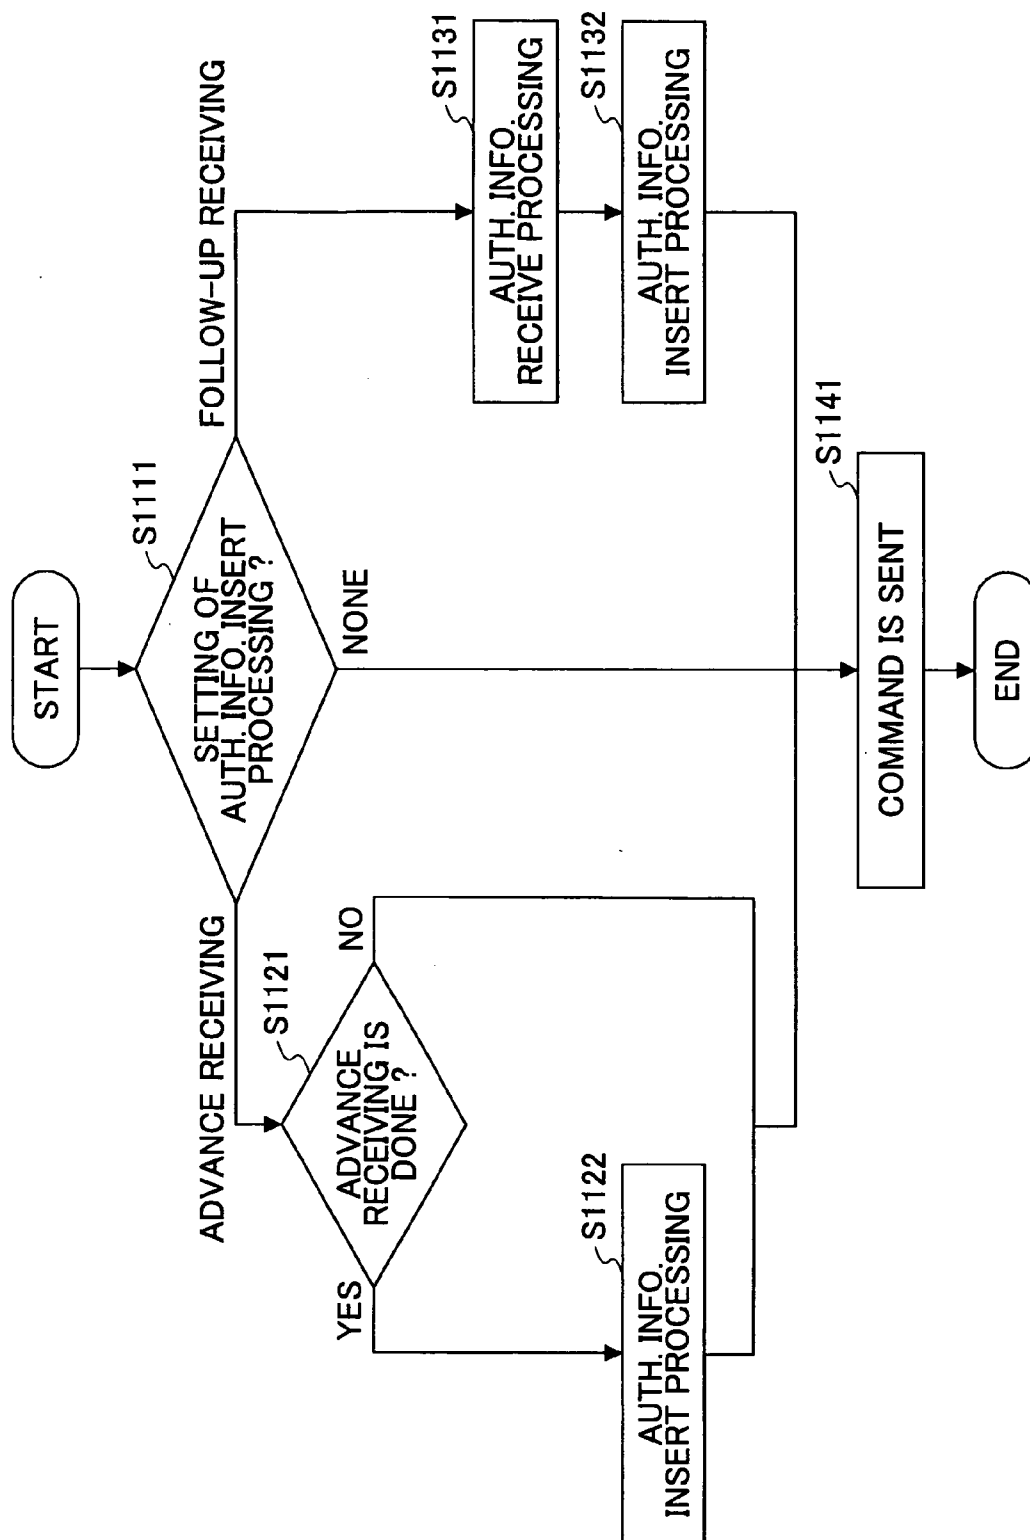 START
S1111
SETTING OF
AUTH. INFO. INSERT
PROCESSING ?
ADVANCE RECEIVING
FOLLOW-UP RECEIVING
NONE
S1121
ADVANCE
RECEIVING IS
DONE ?
YES
NO
S1122
AUTH. INFO.
INSERT PROCESSING
S1131
AUTH. INFO.
RECEIVE PROCESSING
S1132
AUTH. INFO.
INSERT PROCESSING
S1141
COMMAND IS SENT
END